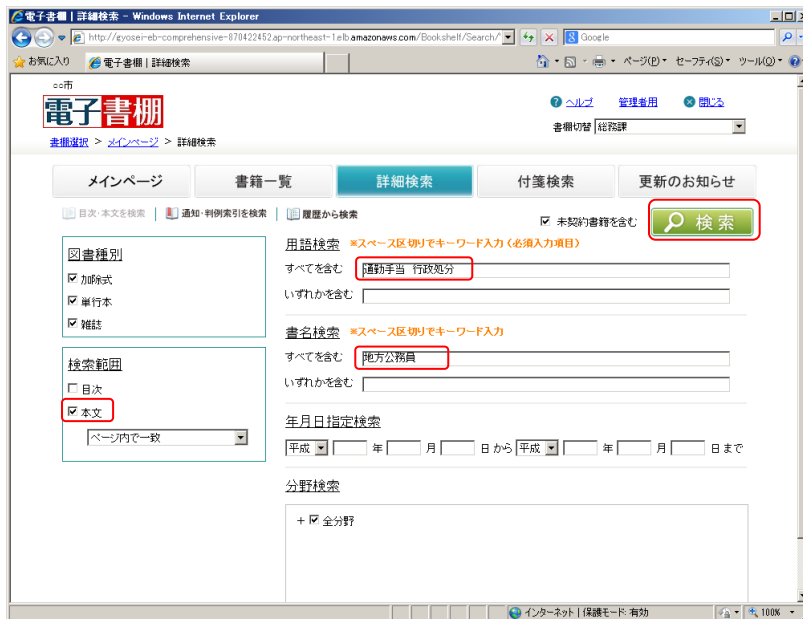 電子書棚 | 詳細検索 - Windows Internet Explorer
http://gyosei-eb-comprehensive-870422452.ap-northeast-1.elb.amazonaws.com/Bookshelf/Search/
Google
お気に入り 電子書棚 | 詳細検索
ページ(P) セーフティ(S) ツール(O)
○○市
電子書棚
ヘルプ 管理者用 閉じる
書棚切替 総務課
書棚選択 > メインページ > 詳細検索
メインページ 書籍一覧 詳細検索 付箋検索 更新のお知らせ
目次・本文を検索 | 通知・判例索引を検索 | 履歴から検索
未契約書籍を含む 検索
図書種別
加除式
単行本
雑誌
検索範囲
目次
本文
ページ内で一致
用語検索 ※スペース区切りでキーワード入力(必須入力項目)
すべてを含む 通勤手当 行政処分
いずれかを含む
書名検索 ※スペース区切りでキーワード入力
すべてを含む 地方公務員
いずれかを含む
年月日指定検索
平成 年 月 日 から 平成 年 月 日まで
分野検索
+ 全分野
インターネット | 保護モード: 有効 100%